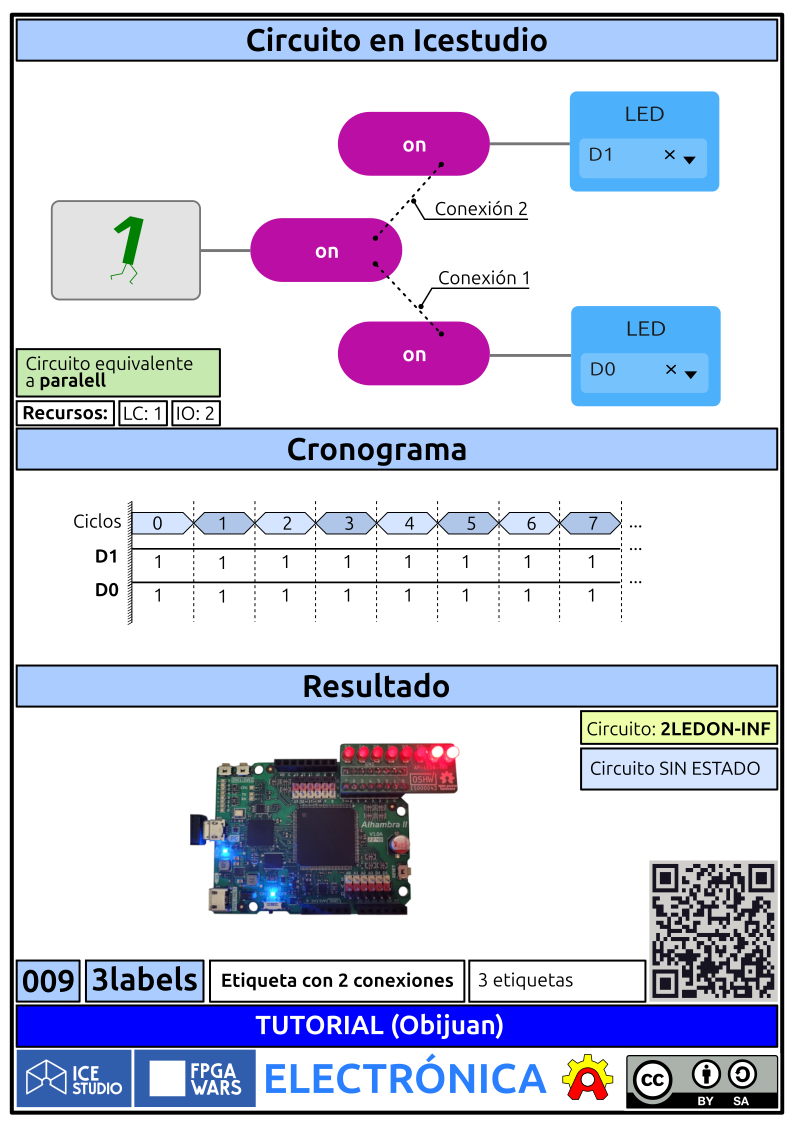 Circuito en Icestudio
on
LED
D1 × ▾
Conexión 2
1
on
Conexión 1
on
LED
D0 × ▾
Circuito equivalente
a paralell
Recursos: LC: 1 IO: 2
Cronograma
Ciclos 0 1 2 3 4 5 6 7 ...
D1 1 1 1 1 1 1 1 1 ...
D0 1 1 1 1 1 1 1 1 ...
Resultado
Circuito: 2LEDON-INF
Circuito SIN ESTADO
OSHW
Alhambra II
V1.0A
009 3labels Etiqueta con 2 conexiones 3 etiquetas
TUTORIAL (Obijuan)
ICE
STUDIO
FPGA
WARS
ELECTRÓNICA
A
cc
BY SA